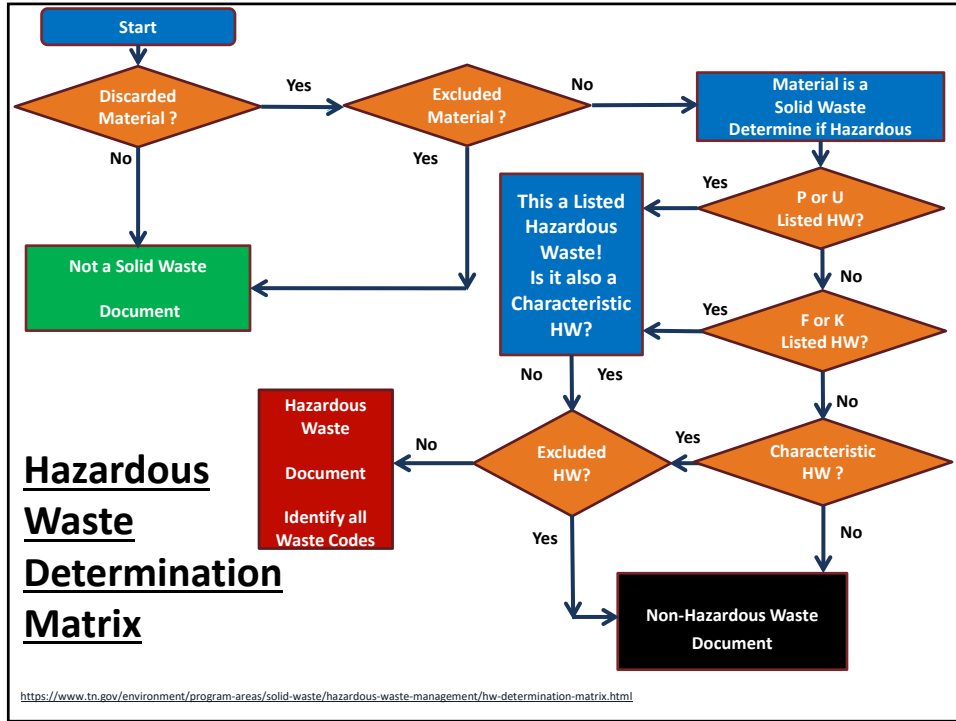 Start
Discarded
Material ?
Yes
Excluded
Material ?
No
Material is a
Solid Waste
Determine if Hazardous
No
Yes
Yes
This a Listed
Hazardous
Waste!
Is it also a
Characteristic
HW?
P or U
Listed HW?
Not a Solid Waste
Document
No
Yes
F or K
Listed HW?
No
Yes
No
Hazardous
Waste
Document
Identify all
Waste Codes
No
Excluded
HW?
Yes
Characteristic
HW ?
Yes
No
Hazardous
Waste
Determination
Matrix
Non-Hazardous Waste
Document
https://www.tn.gov/environment/program-areas/solid-waste/hazardous-waste-management/hw-determination-matrix.html